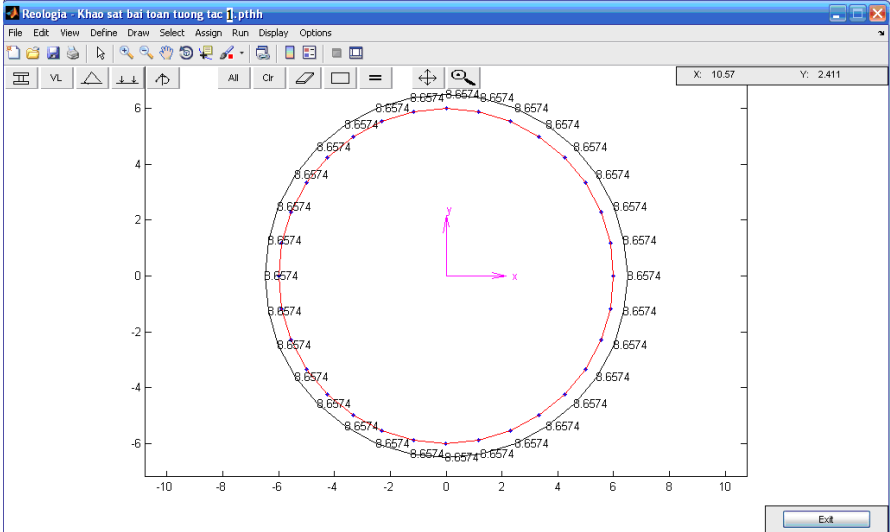 Reologia - Khao sat bai toan tuong tac 1.pthh
File Edit View Define Draw Select Assign Run Display Options
VL All Clr X: 10.57 Y: 2.411
8.6574 8.6574 8.6574
6 8.6574 8.6574
8.6574 8.6574
8.6574 8.6574
4 8.6574 8.6574
2 8.6574 y 8.6574
8.6574 8.6574
0 8.6574 x 8.6574
8.6574 8.6574
-2 8.6574 8.6574
8.6574 8.6574
-4 8.6574 8.6574
8.6574 8.6574
-6 8.6574 8.6574 8.6574
-10 -8 -6 -4 -2 0 2 4 6 8 10
Exit